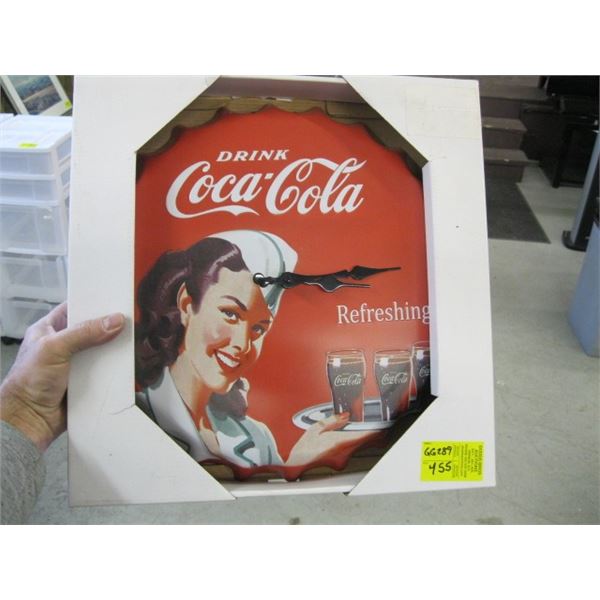 DRINK
Coca-Cola
Refreshing
Coca-Cola
Coca-Cola
GG289
455